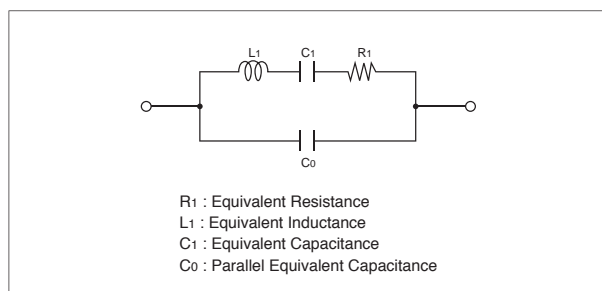 L1 C1 R1
C0
R1 : Equivalent Resistance
L1 : Equivalent Inductance
C1 : Equivalent Capacitance
C0 : Parallel Equivalent Capacitance